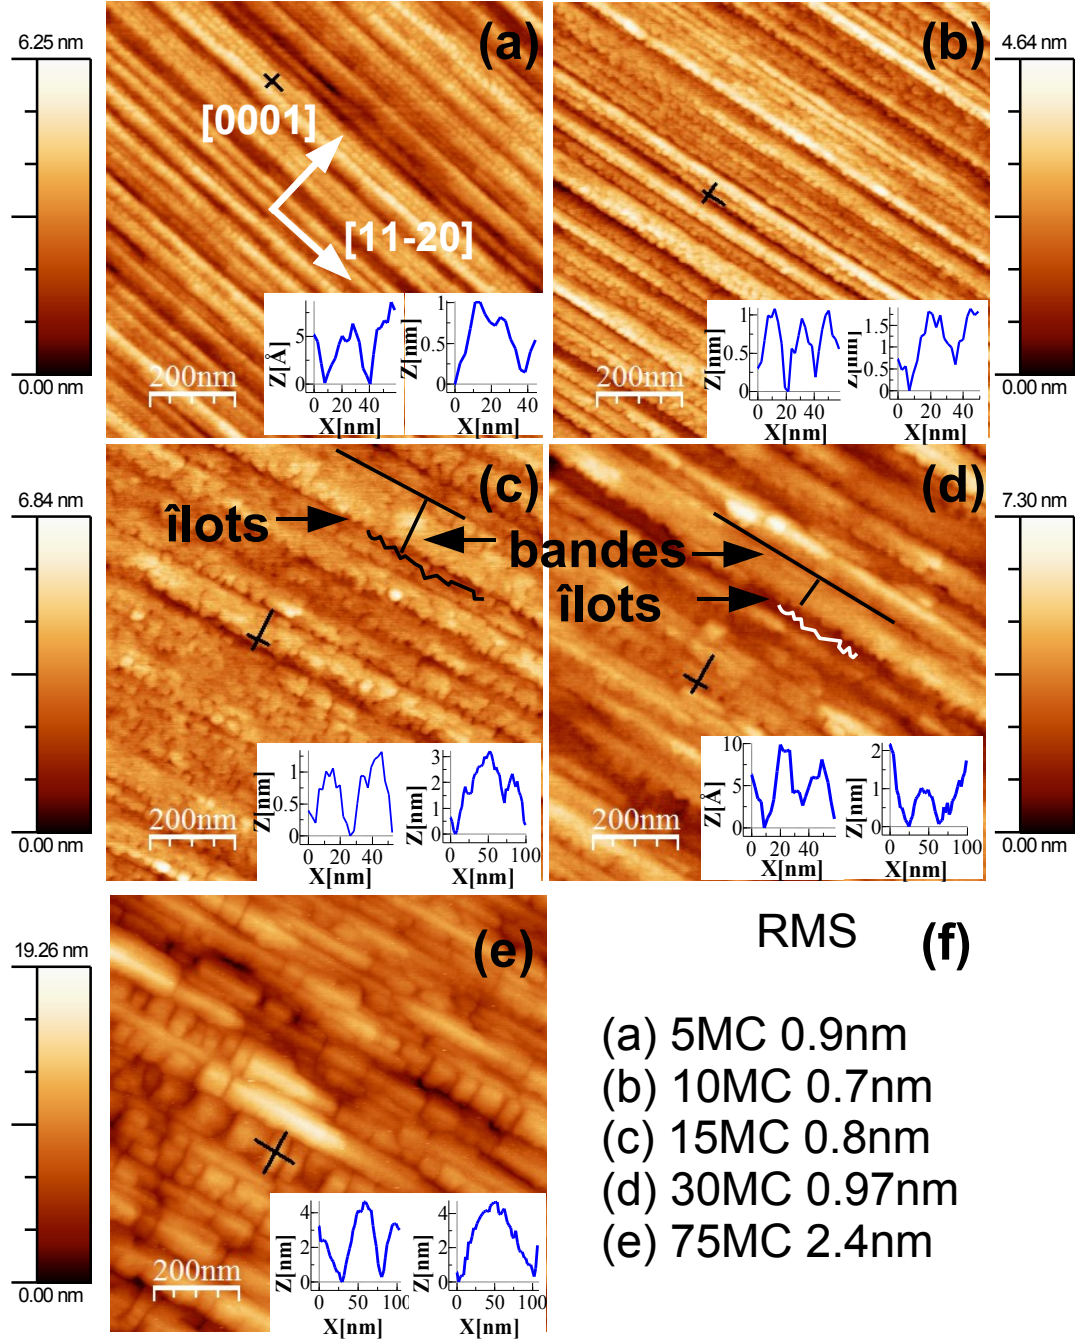 6.25 nm
0.00 nm
(a)
[0001]
[11-20]
200nm
Z[Å]
5
0
0 20 40
X[nm]
Z[nm]
1
0.5
0
0 20 40
X[nm]
(b)
4.64 nm
0.00 nm
200nm
Z[nm]
1
0.5
0
0 20 40
X[nm]
Z[nm]
1.5
1
0.5
0
0 20 40
X[nm]
6.84 nm
0.00 nm
(c)
îlots
bandes
200nm
Z[nm]
1
0.5
0
0 20 40
X[nm]
Z[nm]
3
2
1
0
0 50 100
X[nm]
(d)
7.30 nm
0.00 nm
îlots
200nm
Z[Å]
10
5
0
0 20 40
X[nm]
Z[nm]
2
1
0
0 50 100
X[nm]
19.26 nm
0.00 nm
(e)
200nm
Z[nm]
4
2
0
0 50 100
X[nm]
Z[nm]
4
2
0
0 50 100
X[nm]
RMS (f)
(a) 5MC 0.9nm
(b) 10MC 0.7nm
(c) 15MC 0.8nm
(d) 30MC 0.97nm
(e) 75MC 2.4nm